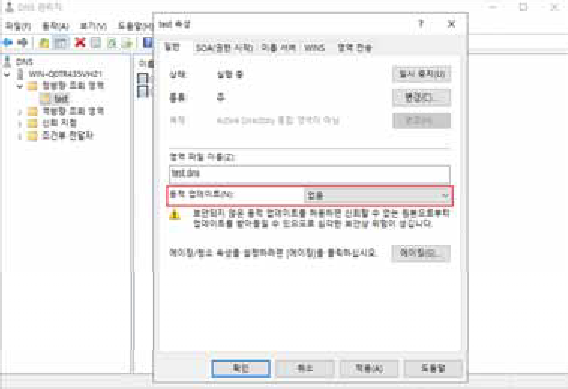 DNS 관리자
파일(F) 동작(A) 보기(V) 도움말(H)
DNS
WIN-O0TR435VH21
정방향 조회 영역
test
역방향 조회 영역
신뢰 지점
조건부 전달자
이름
test 속성
? ×
일반 SOA(권한 시작) 이름 서버 WINS 영역 전송
상태: 실행 중 일시 중지(U)
종류: 주 변경(C)...
복제: Active Directory 통합 영역이 아님 변경(H)...
영역 파일 이름(Z):
test.dns
동적 업데이트(N): 없음
보안되지 않은 동적 업데이트를 허용하면 신뢰할 수 없는 원본으로부터
업데이트를 받아들일 수 있으므로 심각한 보안상 위험이 생깁니다.
에이징/청소 속성을 설정하려면 [에이징]을 클릭하십시오. 에이징(G)...
확인 취소 적용(A) 도움말